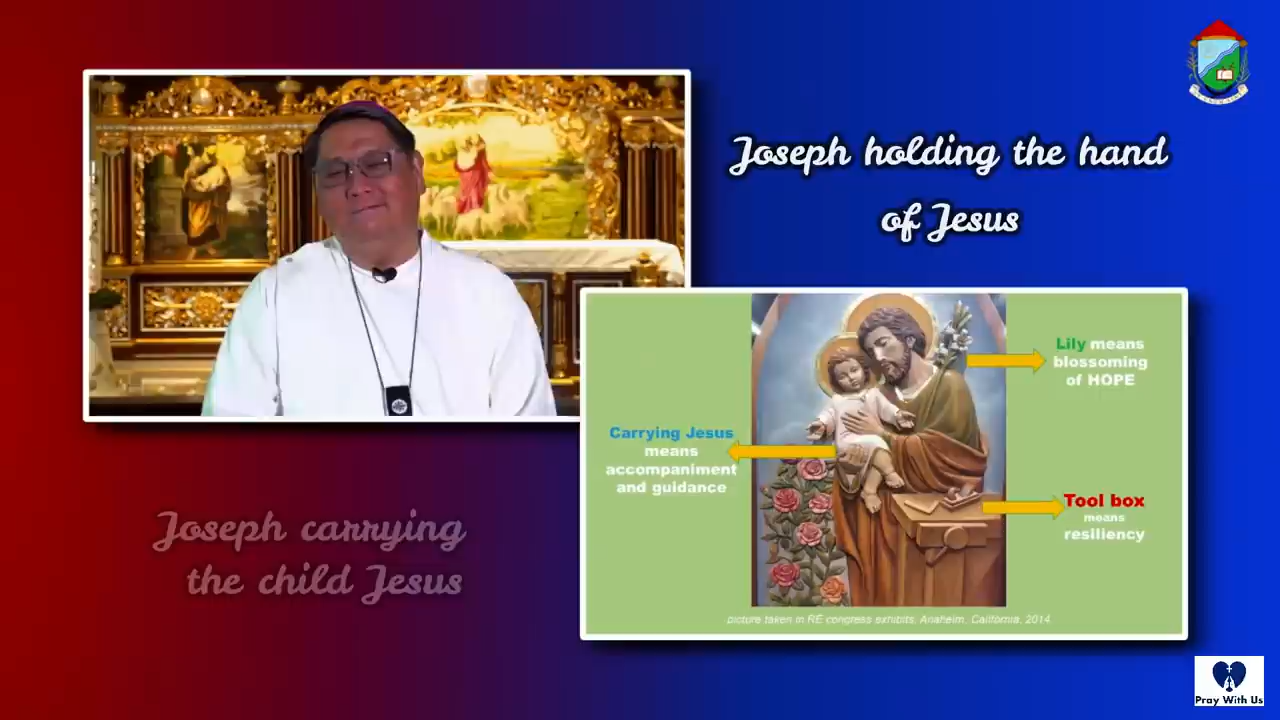 Joseph holding the hand
of Jesus
Lily means
blossoming
of HOPE
Carrying Jesus
means
accompaniment
and guidance
Tool box
means
resiliency
Joseph carrying
the child Jesus
picture taken in RE congress exhibits, Anaheim, California, 2014
Pray With Us